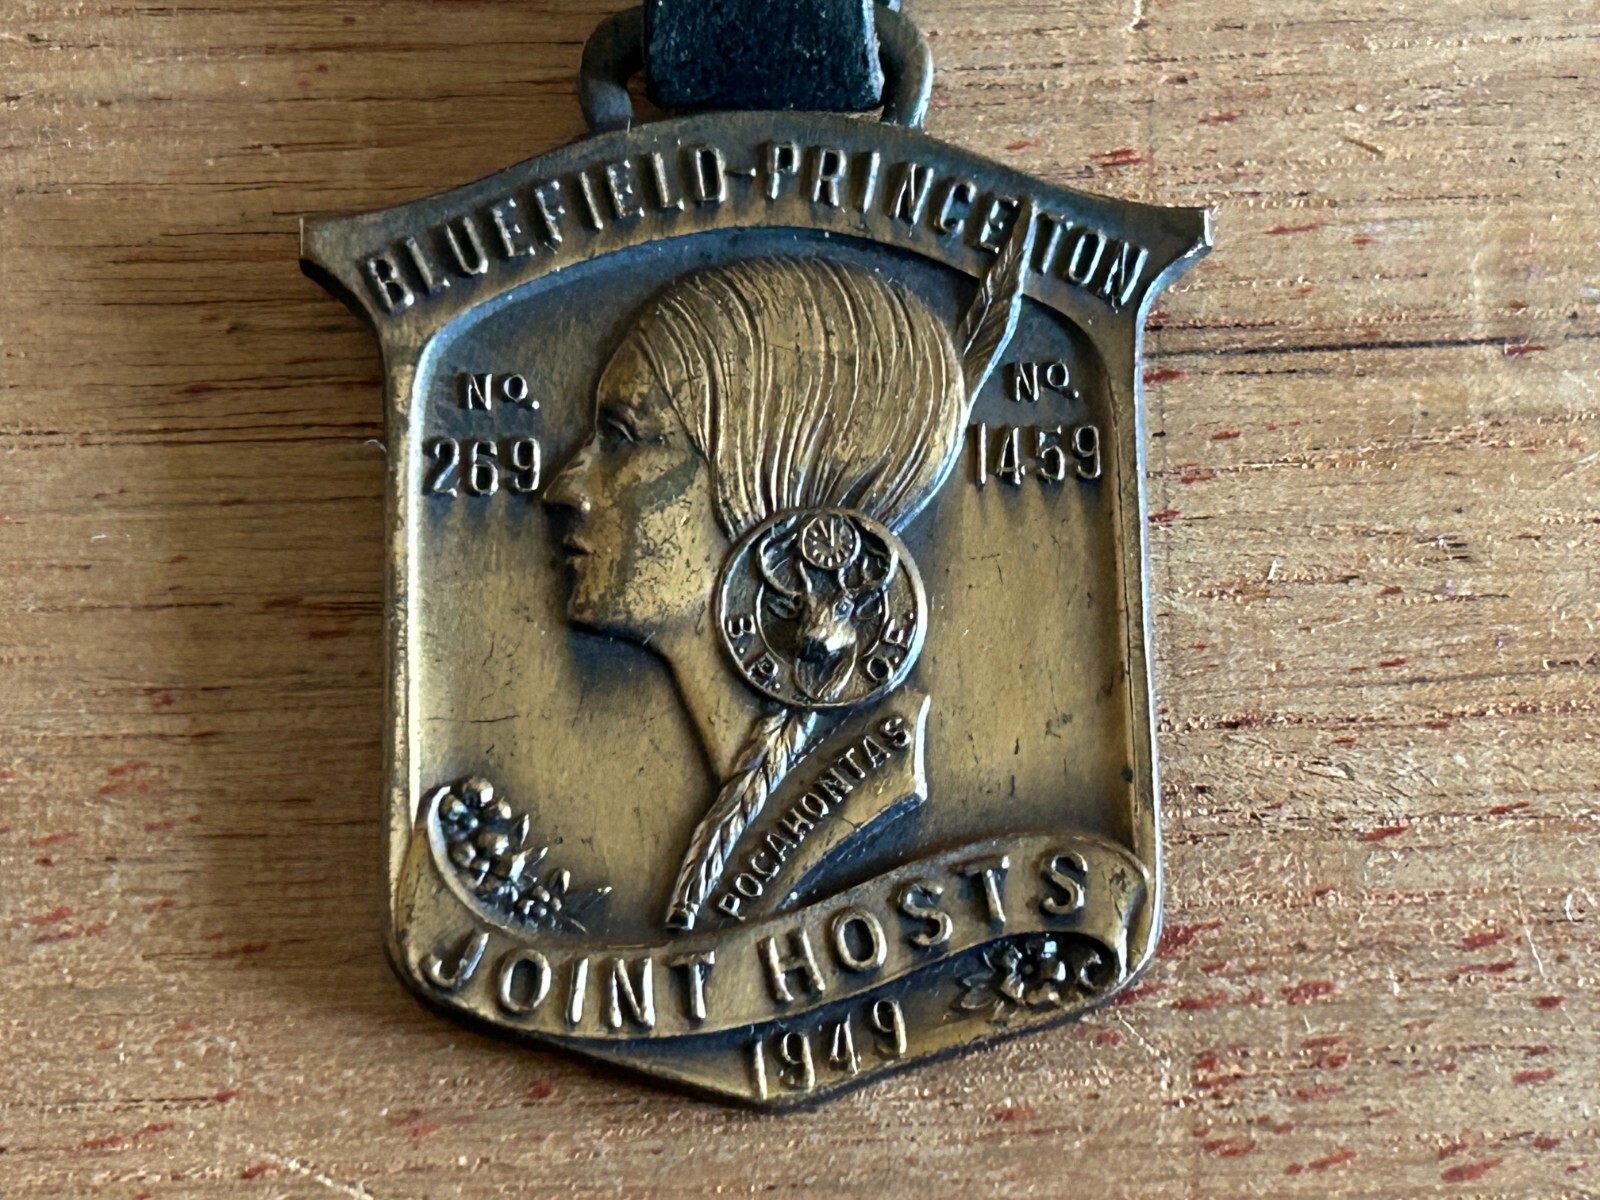 BLUEFIELD-PRINCETON
No.
269
No.
1459
B.P.O.E.
POCAHONTAS
JOINT HOSTS
1949